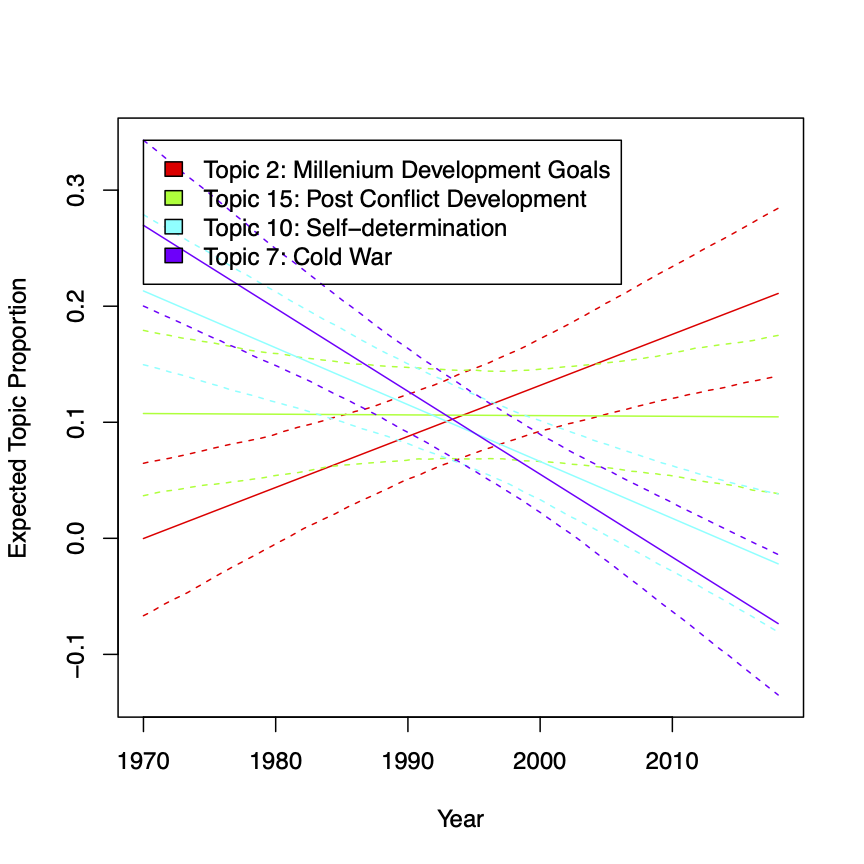 Topic 2: Millenium Development Goals
Topic 15: Post Conflict Development
Topic 10: Self−determination
Topic 7: Cold War
Expected Topic Proportion
0.3
0.2
0.1
0.0
−0.1
1970 1980 1990 2000 2010
Year